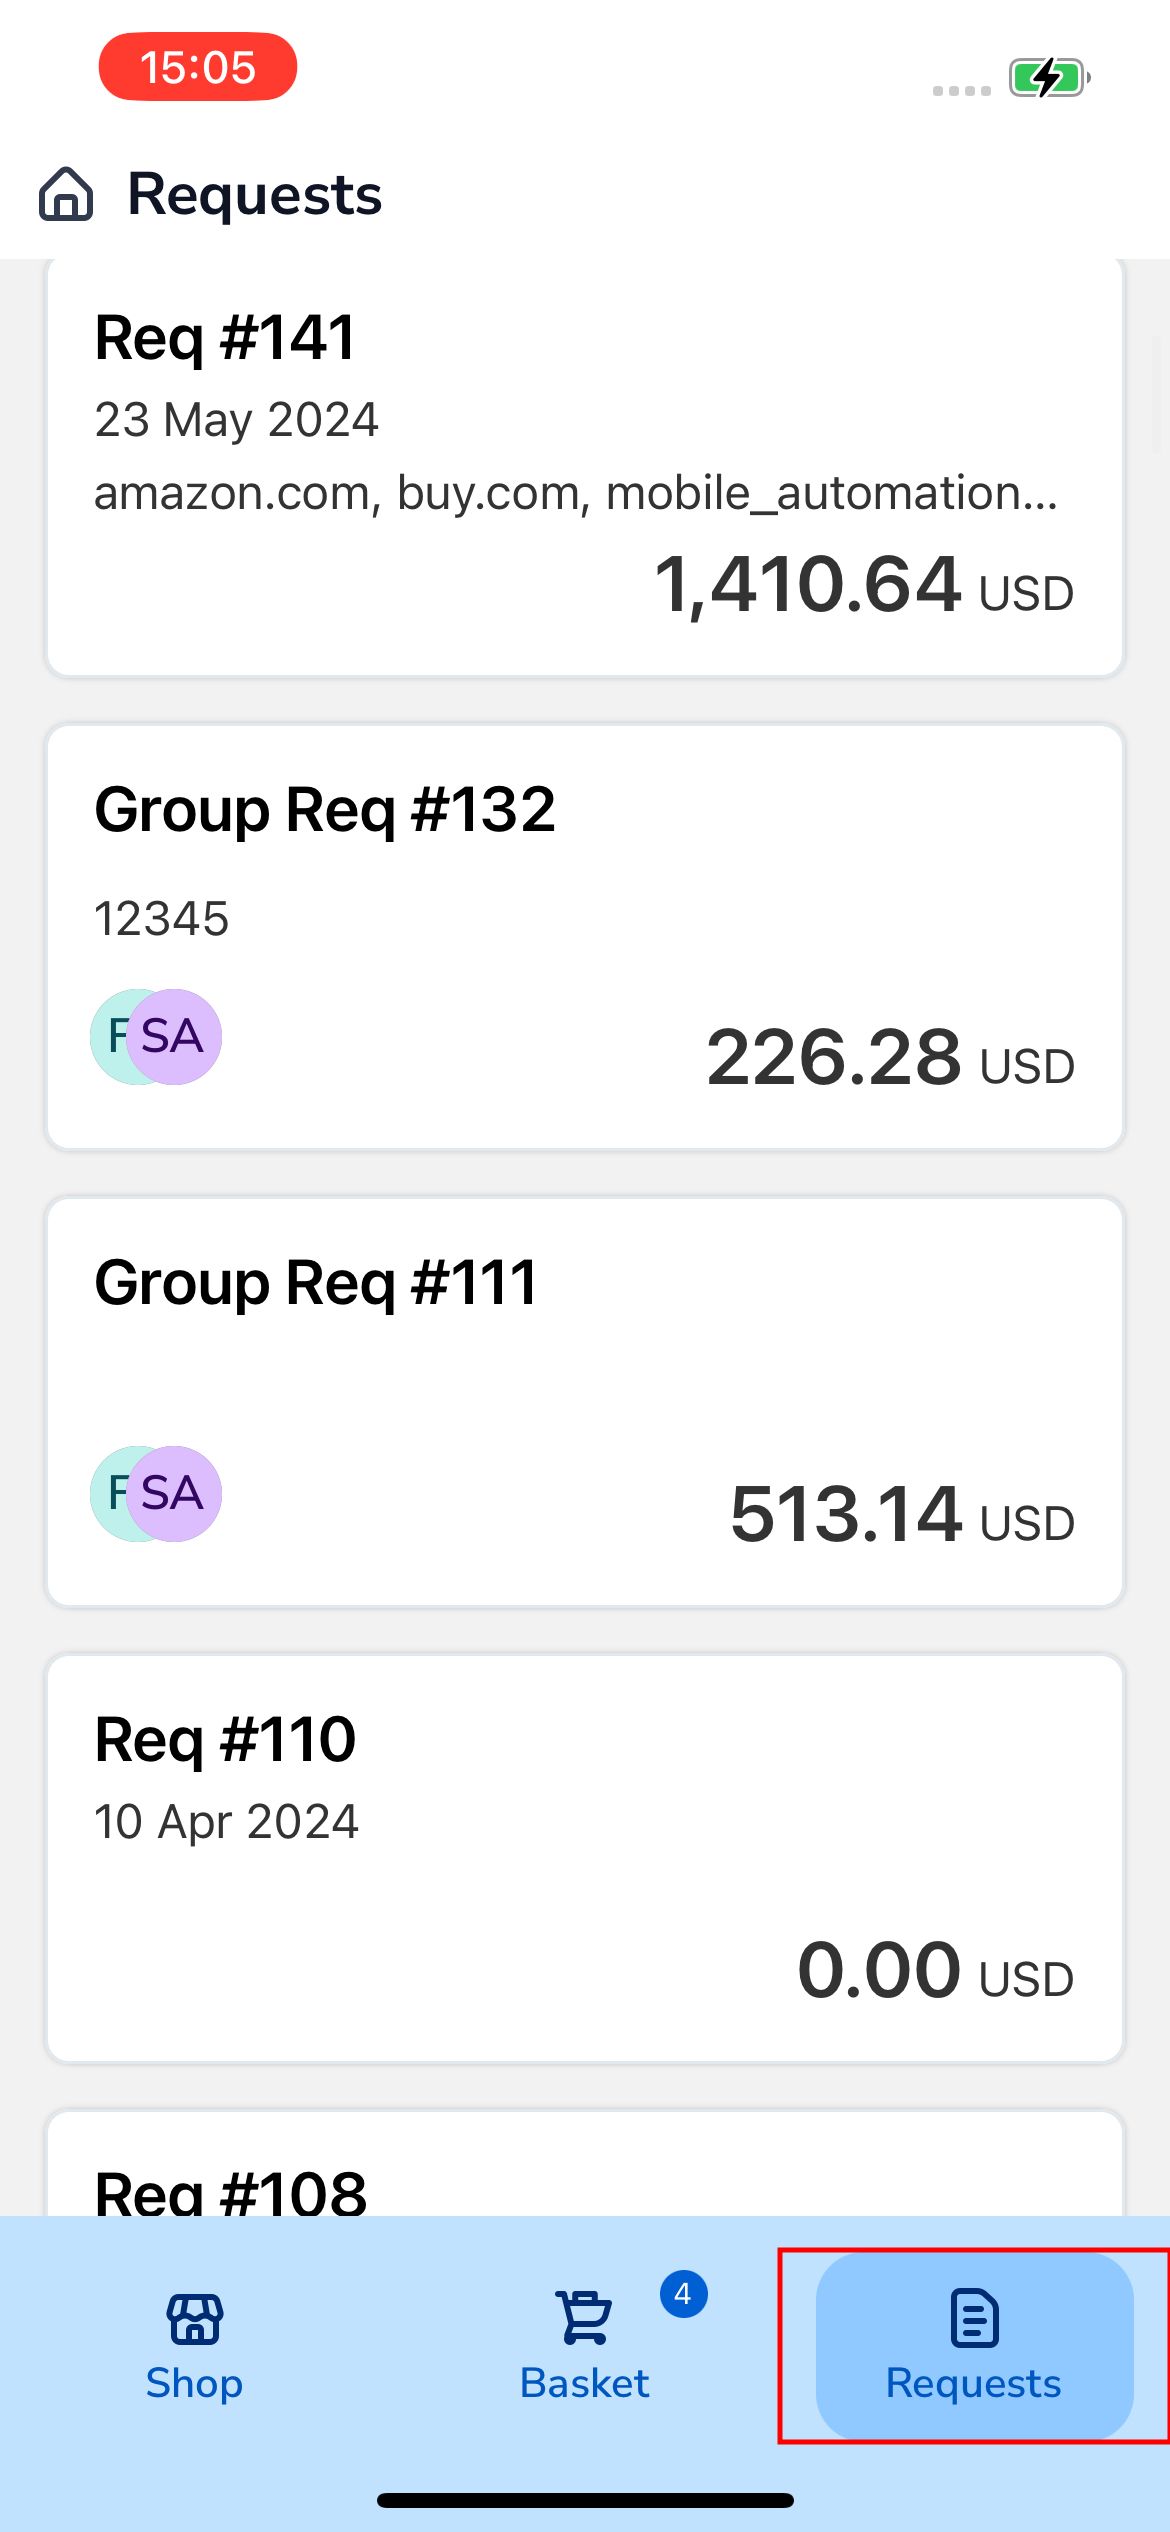 15:05
Requests
Req #141
23 May 2024
amazon.com, buy.com, mobile_automation...
1,410.64 USD
Group Req #132
12345
F SA
226.28 USD
Group Req #111
F SA
513.14 USD
Req #110
10 Apr 2024
0.00 USD
Req #108
4
Shop
Basket
Requests